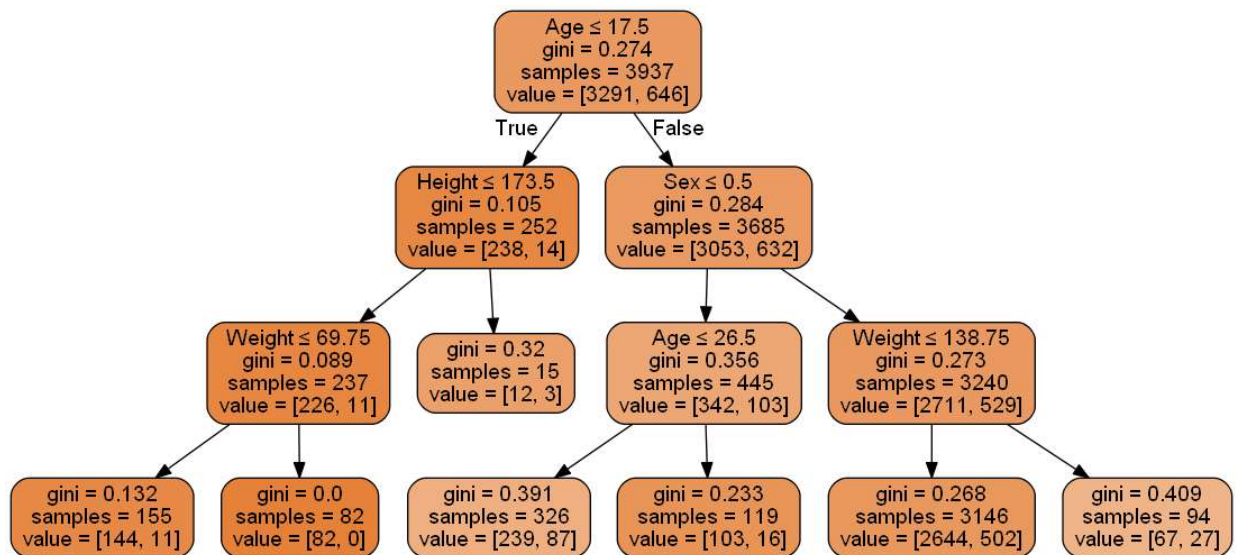 Age ≤ 17.5
gini = 0.274
samples = 3937
value = [3291, 646]
True
False
Height ≤ 173.5
gini = 0.105
samples = 252
value = [238, 14]
Sex ≤ 0.5
gini = 0.284
samples = 3685
value = [3053, 632]
Weight ≤ 69.75
gini = 0.089
samples = 237
value = [226, 11]
gini = 0.32
samples = 15
value = [12, 3]
Age ≤ 26.5
gini = 0.356
samples = 445
value = [342, 103]
Weight ≤ 138.75
gini = 0.273
samples = 3240
value = [2711, 529]
gini = 0.132
samples = 155
value = [144, 11]
gini = 0.0
samples = 82
value = [82, 0]
gini = 0.391
samples = 326
value = [239, 87]
gini = 0.233
samples = 119
value = [103, 16]
gini = 0.268
samples = 3146
value = [2644, 502]
gini = 0.409
samples = 94
value = [67, 27]